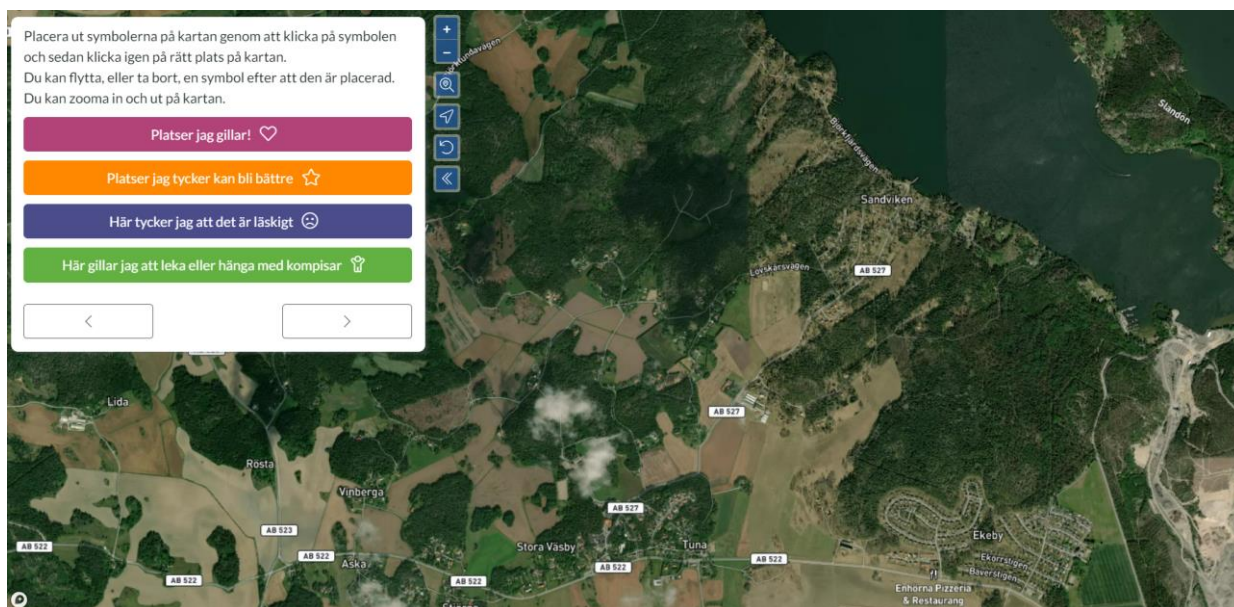 Placera ut symbolerna på kartan genom att klicka på symbolen
och sedan klicka igen på rätt plats på kartan.
Du kan flytta, eller ta bort, en symbol efter att den är placerad.
Du kan zooma in och ut på kartan.
Platser jag gillar!
Platser jag tycker kan bli bättre
Här tycker jag att det är läskigt
Här gillar jag att leka eller hänga med kompisar
Björkfjärdsvägen
Slandön
Sandviken
Lövskärsvägen
AB 527
Lida
AB 527
Rösta
Vinberga
AB 527
AB 523
AB 522
AB 522
Aska
Stora Väsby
Tuna
AB 522
AB 522
AB 522
AB 522
Ekeby
Ekorrstigen
Bäverstigen
Enhörna Pizzeria
& Restaurang